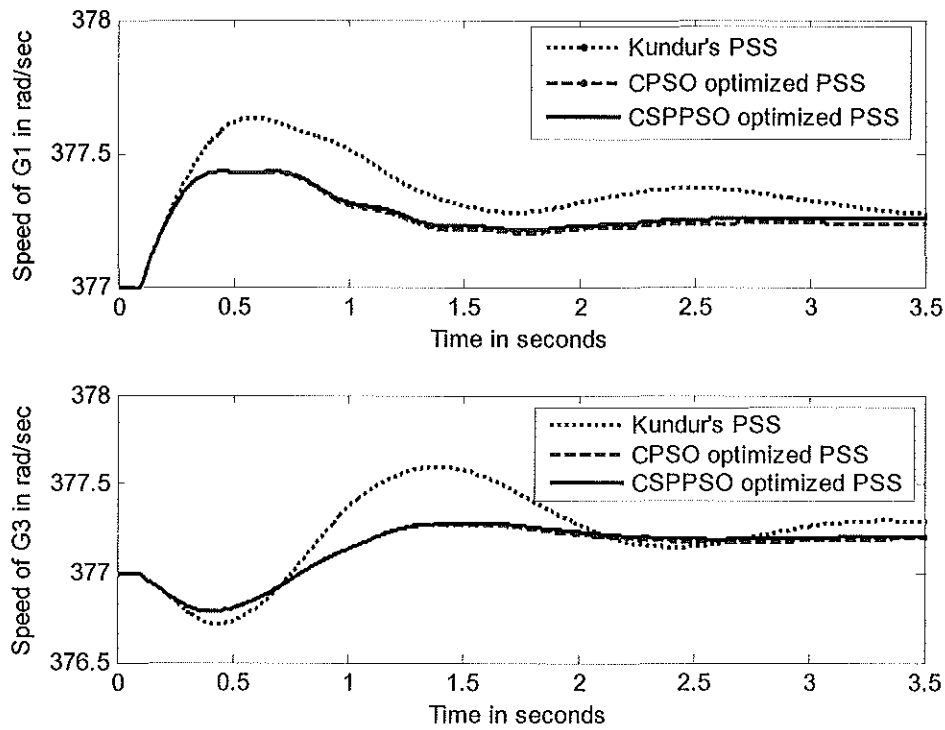 378
377.5
377
Speed of G1 in rad/sec
Kundur's PSS
CPSO optimized PSS
CSPPSO optimized PSS
0 0.5 1 1.5 2 2.5 3 3.5
Time in seconds
378
377.5
377
376.5
Speed of G3 in rad/sec
Kundur's PSS
CPSO optimized PSS
CSPPSO optimized PSS
0 0.5 1 1.5 2 2.5 3 3.5
Time in seconds